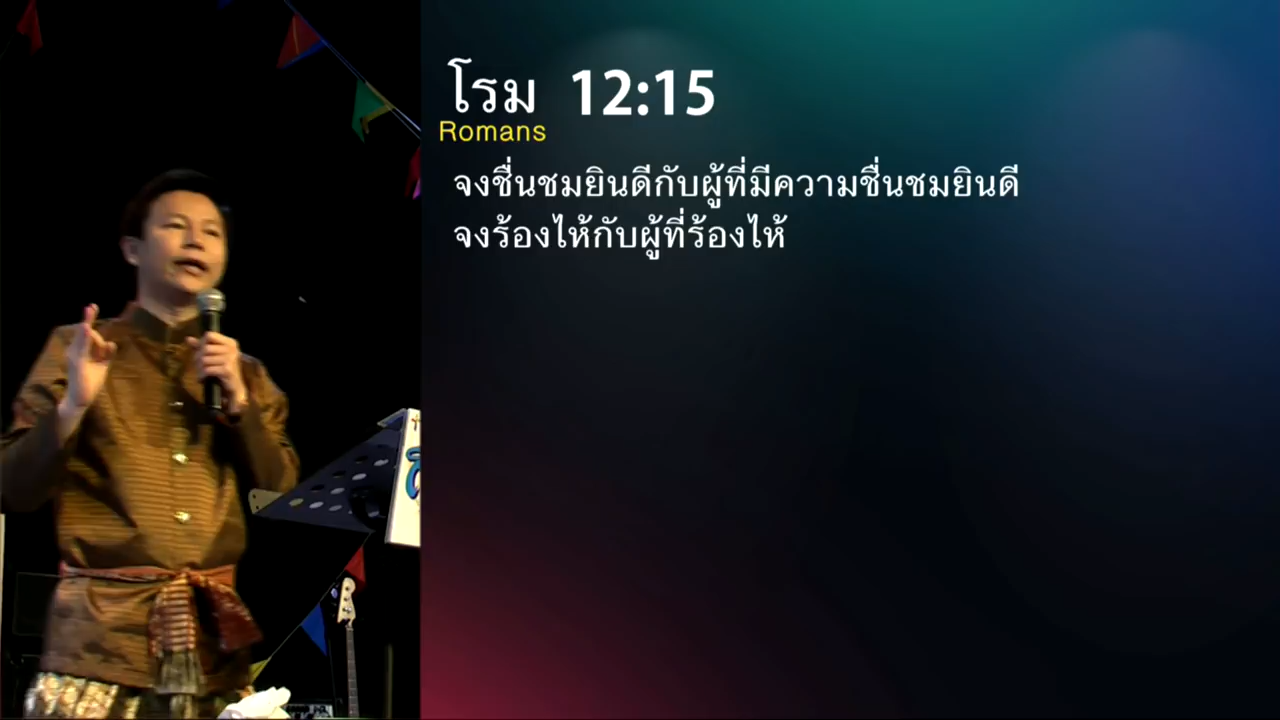 โรม 12:15
Romans
จงชื่นชมยินดีกับผู้ที่มีความชื่นชมยินดี
จงร้องไห้กับผู้ที่ร้องไห้